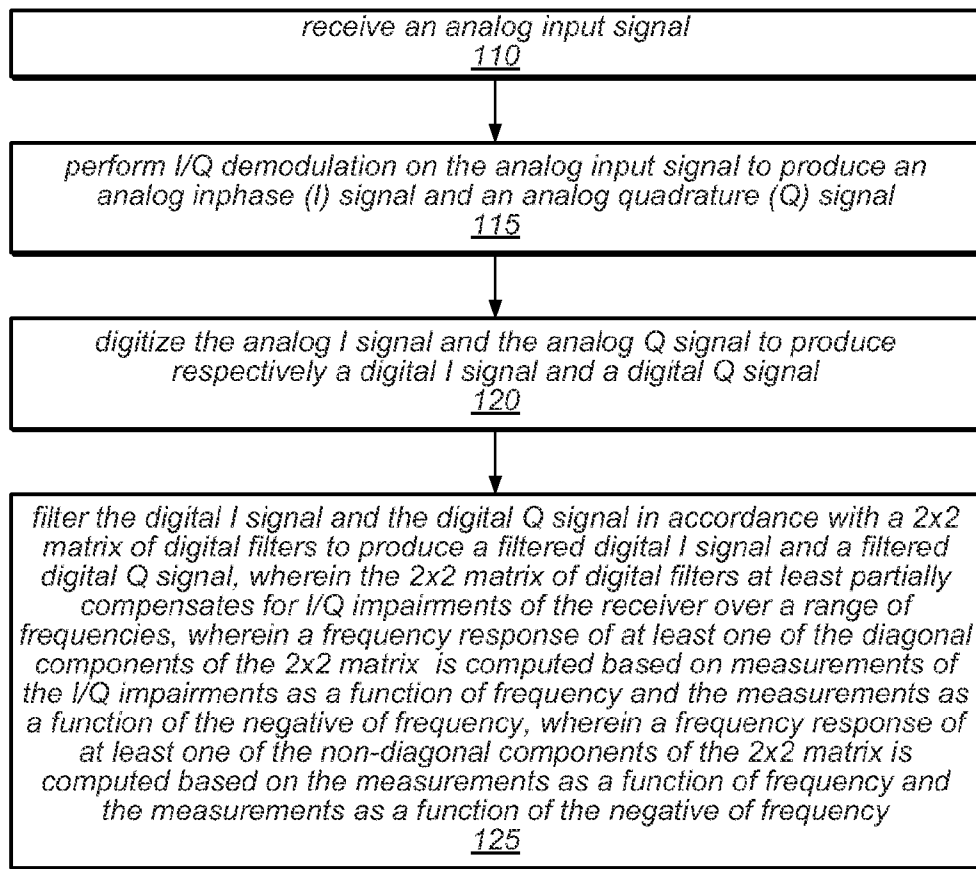 receive an analog input signal
110
perform I/Q demodulation on the analog input signal to produce an
analog inphase (I) signal and an analog quadrature (Q) signal
115
digitize the analog I signal and the analog Q signal to produce
respectively a digital I signal and a digital Q signal
120
filter the digital I signal and the digital Q signal in accordance with a 2x2
matrix of digital filters to produce a filtered digital I signal and a filtered
digital Q signal, wherein the 2x2 matrix of digital filters at least partially
compensates for I/Q impairments of the receiver over a range of
frequencies, wherein a frequency response of at least one of the diagonal
components of the 2x2 matrix is computed based on measurements of
the I/Q impairments as a function of frequency and the measurements as
a function of the negative of frequency, wherein a frequency response of
at least one of the non-diagonal components of the 2x2 matrix is
computed based on the measurements as a function of frequency and
the measurements as a function of the negative of frequency
125